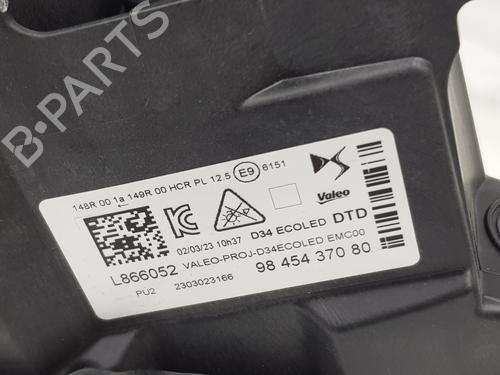 B-PARTS
148R 00 1a 149R 00 HCR PL 12.5 E9 6151
DS
Valeo
02/03/23 10h37 D34 ECOLED DTD
L866052 VALEO-PROJ-D34ECOLED EMC00
PU2 2303023166 98 454 370 80